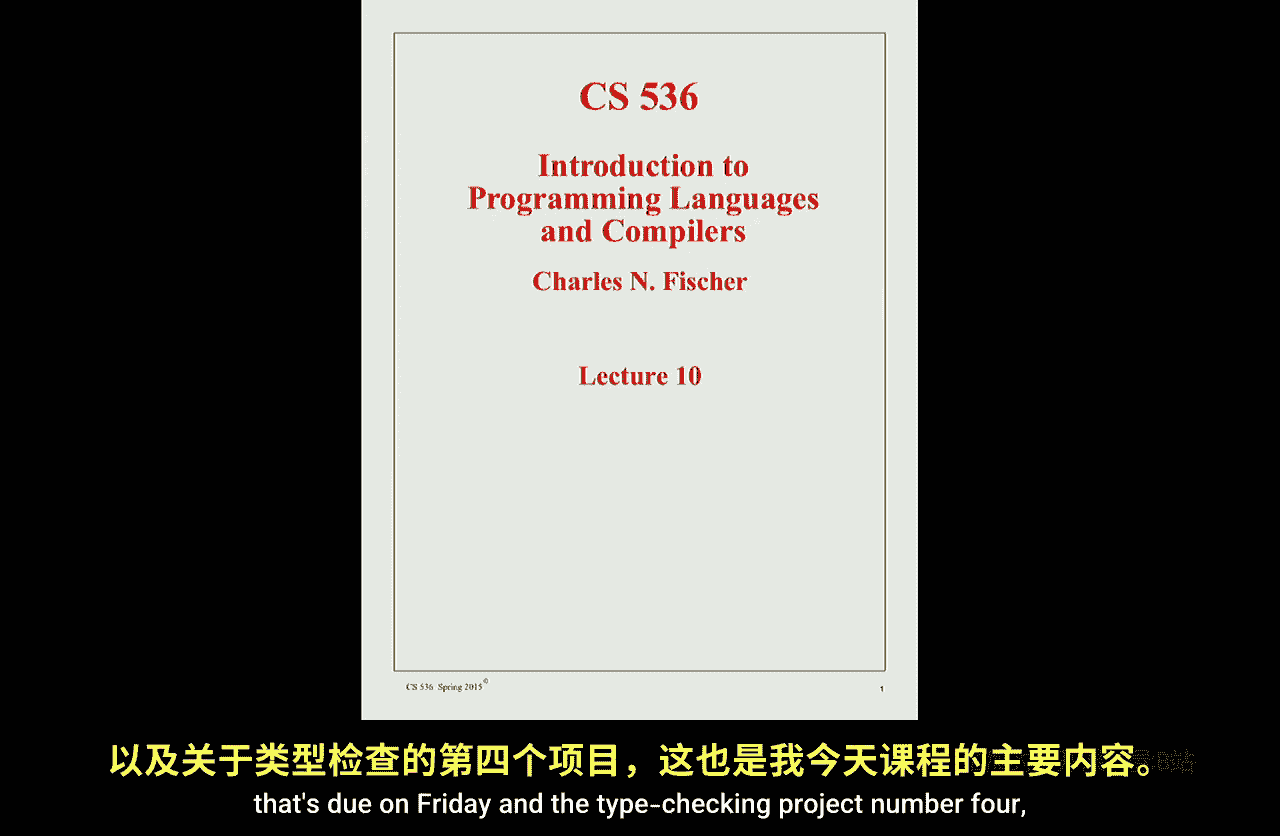 CS 536
Introduction to
Programming Languages
and Compilers
Charles N. Fischer
Lecture 10
CS 536 Spring 2015©
1
以及关于类型检查的第四个项目，这也是我今天课程的主要内容。
that's due on Friday and the type-checking project number four,